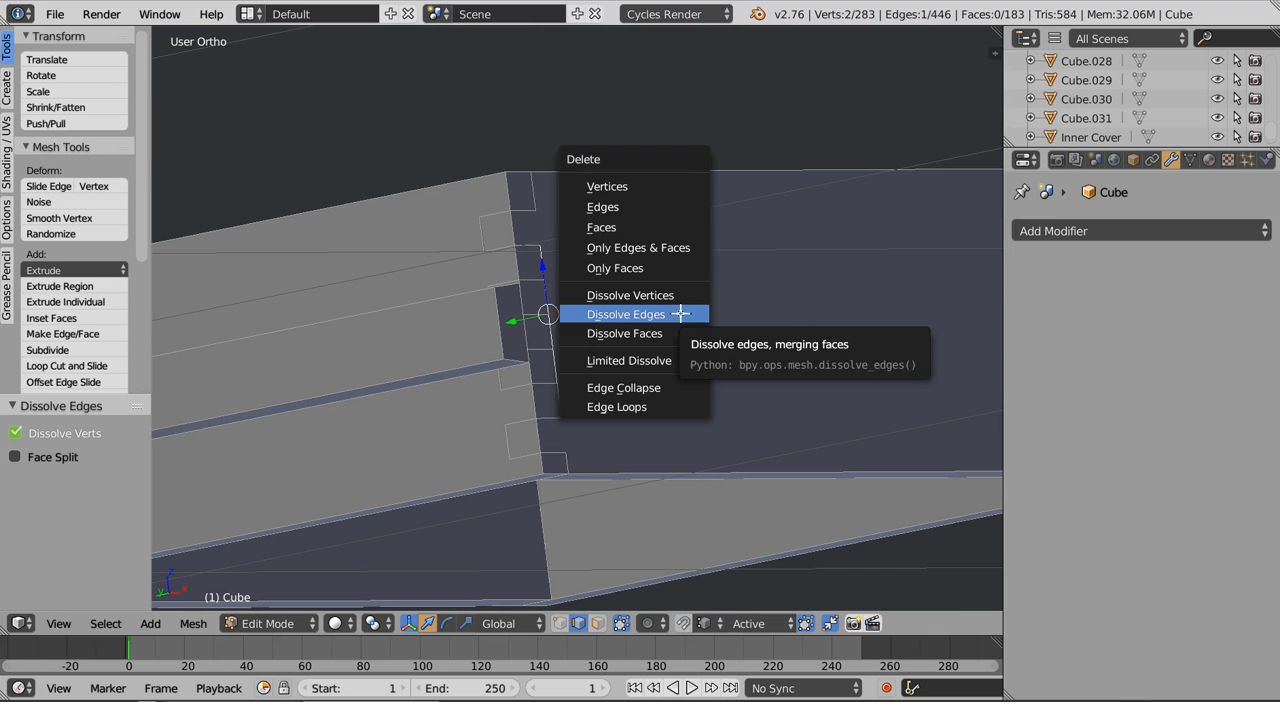 File Render Window Help Default Scene Cycles Render v2.76 | Verts:2/283 | Edges:1/446 | Faces:0/183 | Tris:584 | Mem:32.06M | Cube
Tools
Create
Shading / UVs
Options
Grease Pencil
Transform
Translate
Rotate
Scale
Shrink/Fatten
Push/Pull
Mesh Tools
Deform:
Slide Edge Vertex
Noise
Smooth Vertex
Randomize
Add:
Extrude
Extrude Region
Extrude Individual
Inset Faces
Make Edge/Face
Subdivide
Loop Cut and Slide
Offset Edge Slide
Dissolve Edges
Dissolve Verts
Face Split
User Ortho
Delete
Vertices
Edges
Faces
Only Edges & Faces
Only Faces
Dissolve Vertices
Dissolve Edges
Dissolve Faces
Limited Dissolve
Edge Collapse
Edge Loops
Dissolve edges, merging faces
Python: bpy.ops.mesh.dissolve_edges()
z
x
y
(1) Cube
All Scenes
Cube.028
Cube.029
Cube.030
Cube.031
Inner Cover
Cube
Add Modifier
View Select Add Mesh Edit Mode Global Active
-20 0 20 40 60 80 100 120 140 160 180 200 220 240 260 280
View Marker Frame Playback Start: 1 End: 250 1 No Sync